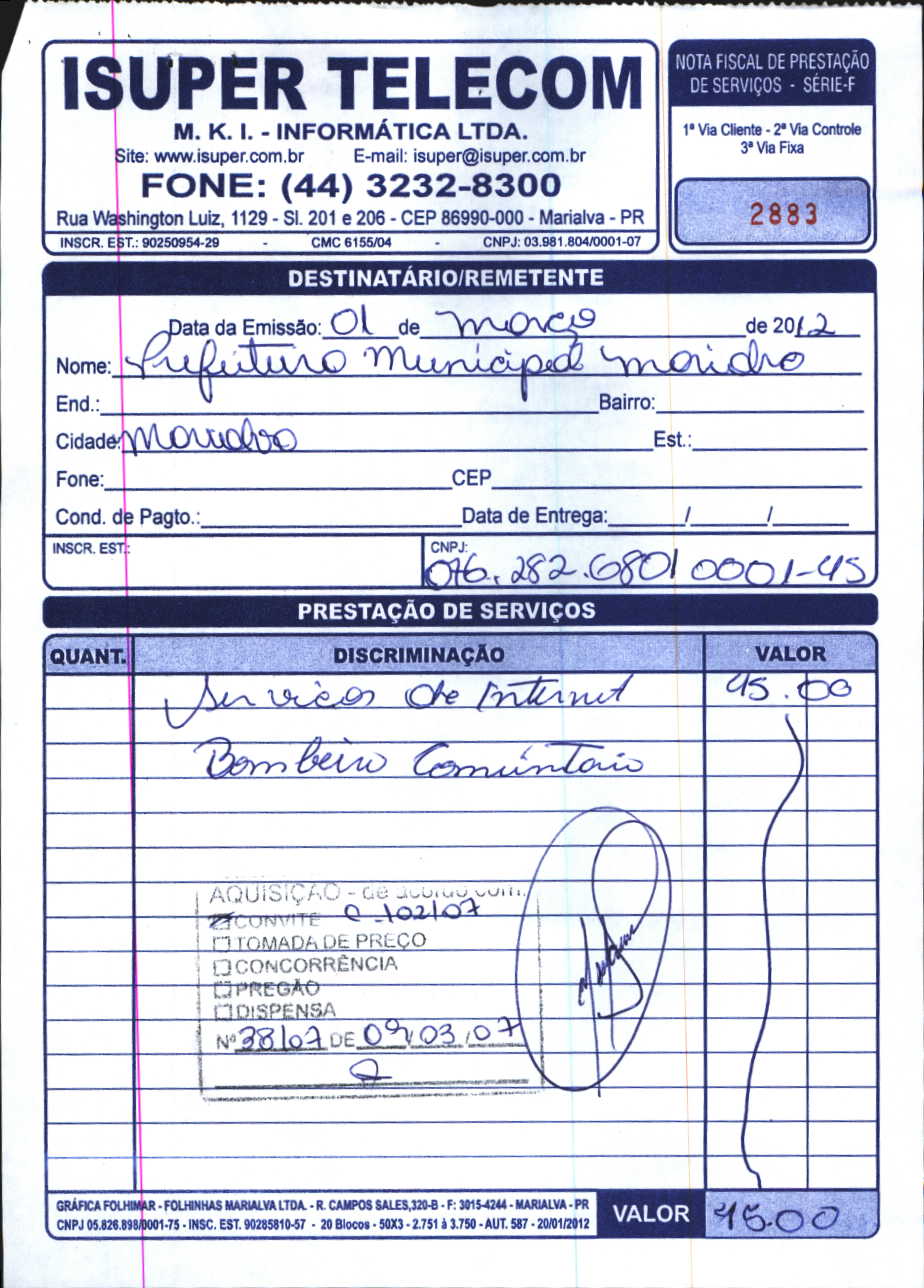 ISUPER TELECOM
M. K. I. - INFORMÁTICA LTDA.
Site: www.isuper.com.br E-mail: isuper@isuper.com.br
FONE: (44) 3232-8300
Rua Washington Luiz, 1129 - Sl. 201 e 206 - CEP 86990-000 - Marialva - PR
INSCR. EST.: 90250954-29 - CMC 6155/04 - CNPJ: 03.981.804/0001-07
NOTA FISCAL DE PRESTAÇÃO
DE SERVIÇOS - SÉRIE-F
1ª Via Cliente - 2ª Via Controle
3ª Via Fixa
2883
DESTINATÁRIO/REMETENTE
Data da Emissão: 01 de março de 2012
Nome: Prefeitura Municipal Marialva
End.: Bairro:
Cidade: Marialva Est.:
Fone: CEP
Cond. de Pagto.: Data de Entrega: / /
INSCR. EST.: CNPJ:
076.282.680/0001-45
PRESTAÇÃO DE SERVIÇOS
QUANT. DISCRIMINAÇÃO VALOR
Servicos de Internet 45.00
Bombeiro Comuntaio
AQUISIÇÃO - de acordo com.
CONVITE 102/07
TOMADA DE PREÇO
CONCORRÊNCIA
PREGÃO
DISPENSA
Nº 38/07 DE 09/03/07
GRÁFICA FOLHIMAR - FOLHINHAS MARIALVA LTDA. - R. CAMPOS SALES,320-B - F: 3015-4244 - MARIALVA - PR
CNPJ 05.826.898/0001-75 - INSC. EST. 90285810-57 - 20 Blocos - 50X3 - 2.751 à 3.750 - AUT. 587 - 20/01/2012
VALOR 45.00